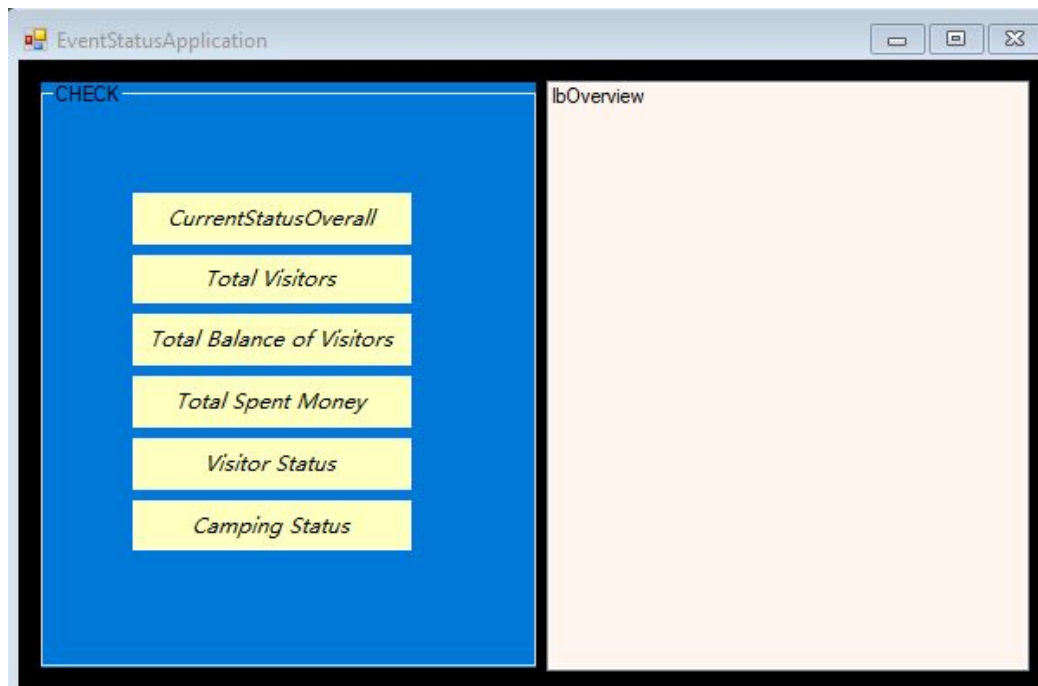 EventStatusApplication
CHECK
CurrentStatusOverall
Total Visitors
Total Balance of Visitors
Total Spent Money
Visitor Status
Camping Status
lbOverview